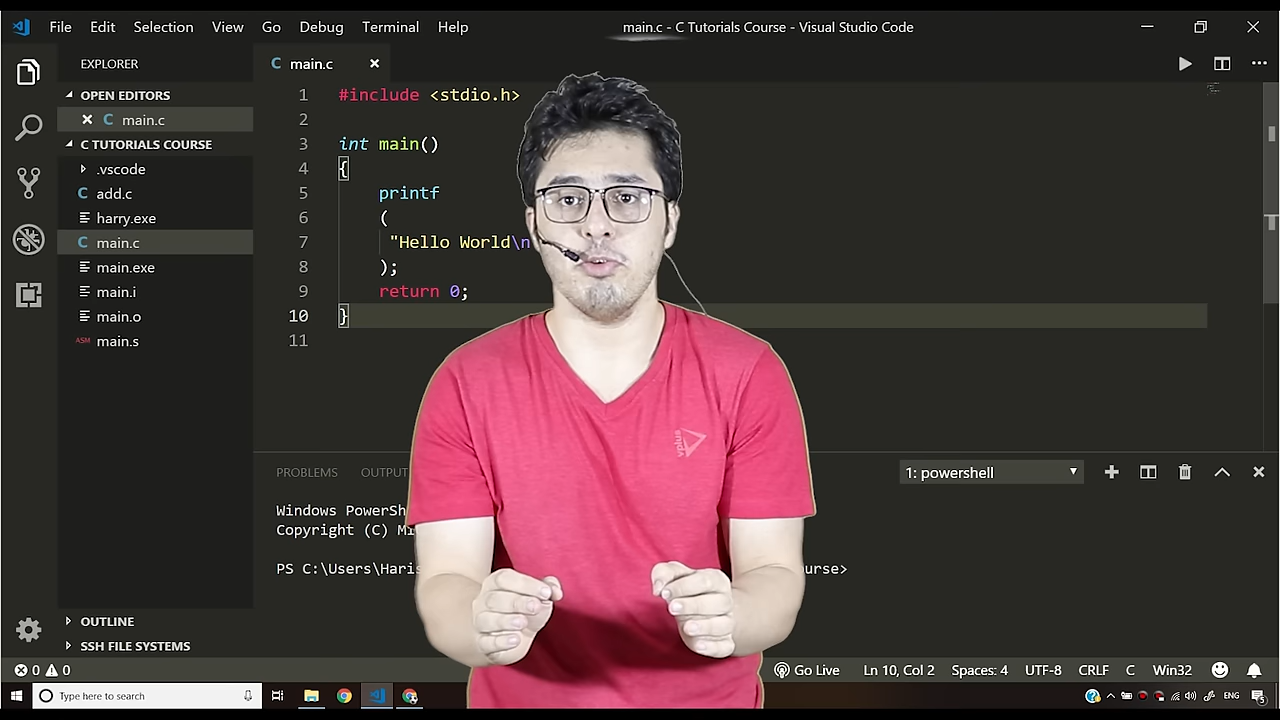 File Edit Selection View Go Debug Terminal Help
main.c - C Tutorials Course - Visual Studio Code
EXPLORER
OPEN EDITORS
C main.c
C TUTORIALS COURSE
.vscode
C add.c
harry.exe
C main.c
main.exe
main.i
main.o
ASM main.s
OUTLINE
SSH FILE SYSTEMS
C main.c
1 #include <stdio.h>
2
3 int main()
4 {
5 printf
6 (
7 "Hello World\n
8 );
9 return 0;
10 }
11
vplus
PROBLEMS OUTPUT
1: powershell
Windows PowerSh
Copyright (C) Mi
PS C:\Users\Haris urse>
0 0
Go Live Ln 10, Col 2 Spaces: 4 UTF-8 CRLF C Win32
Type here to search
ENG